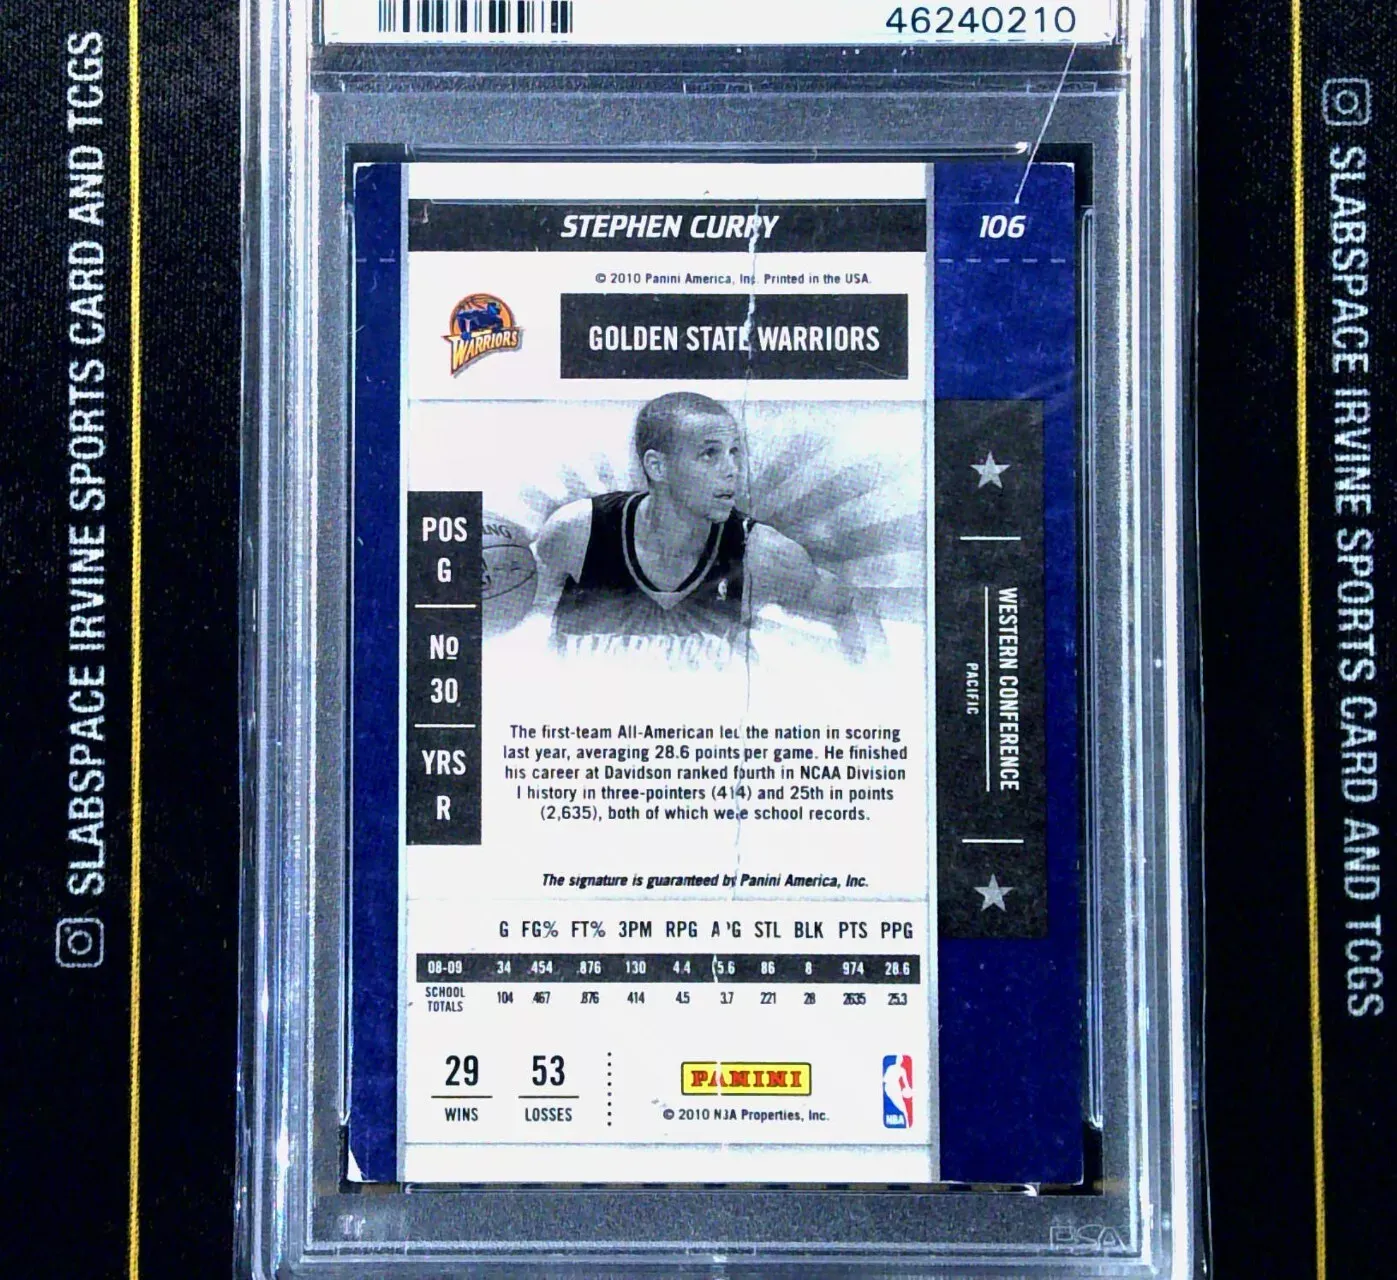 46240210
STEPHEN CURRY
106
© 2010 Panini America, Inc. Printed in the USA.
WARRIORS
GOLDEN STATE WARRIORS
POS
G
Nº
30
YRS
R
WESTERN CONFERENCE
PACIFIC
The first-team All-American led the nation in scoring
last year, averaging 28.6 points per game. He finished
his career at Davidson ranked fourth in NCAA Division
I history in three-pointers (414) and 25th in points
(2,635), both of which were school records.
The signature is guaranteed by Panini America, Inc.
G FG% FT% 3PM RPG APG STL BLK PTS PPG
08-09 34 .454 .876 130 4.4 5.6 86 8 974 28.6
SCHOOL
TOTALS 104 .467 .876 414 4.5 3.7 221 28 2635 25.3
29 53
WINS LOSSES
PANINI
© 2010 NBA Properties, Inc.
NBA
PSA
SLABSPACE IRVINE SPORTS CARD AND TCGS
SLABSPACE IRVINE SPORTS CARD AND TCGS